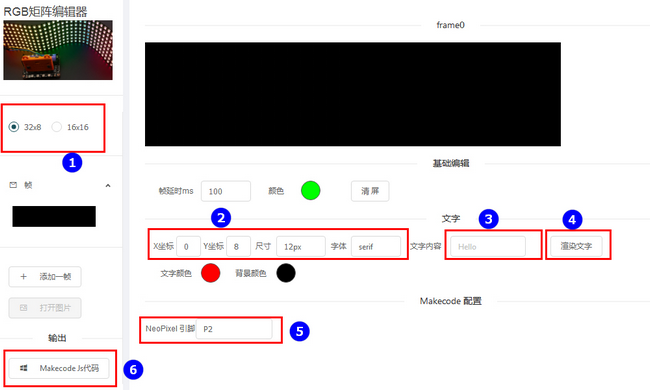 RGB矩阵编辑器
32x8
16x16
1
帧
添加一帧
打开图片
输出
Makecode Js代码
6
frame0
基础编辑
帧延时ms
100
颜色
清 屏
2
文字
3
4
X坐标
0
Y坐标
8
尺寸
12px
字体
serif
文字内容
Hello
渲染文字
文字颜色
背景颜色
Makecode 配置
NeoPixel 引脚
P2
5